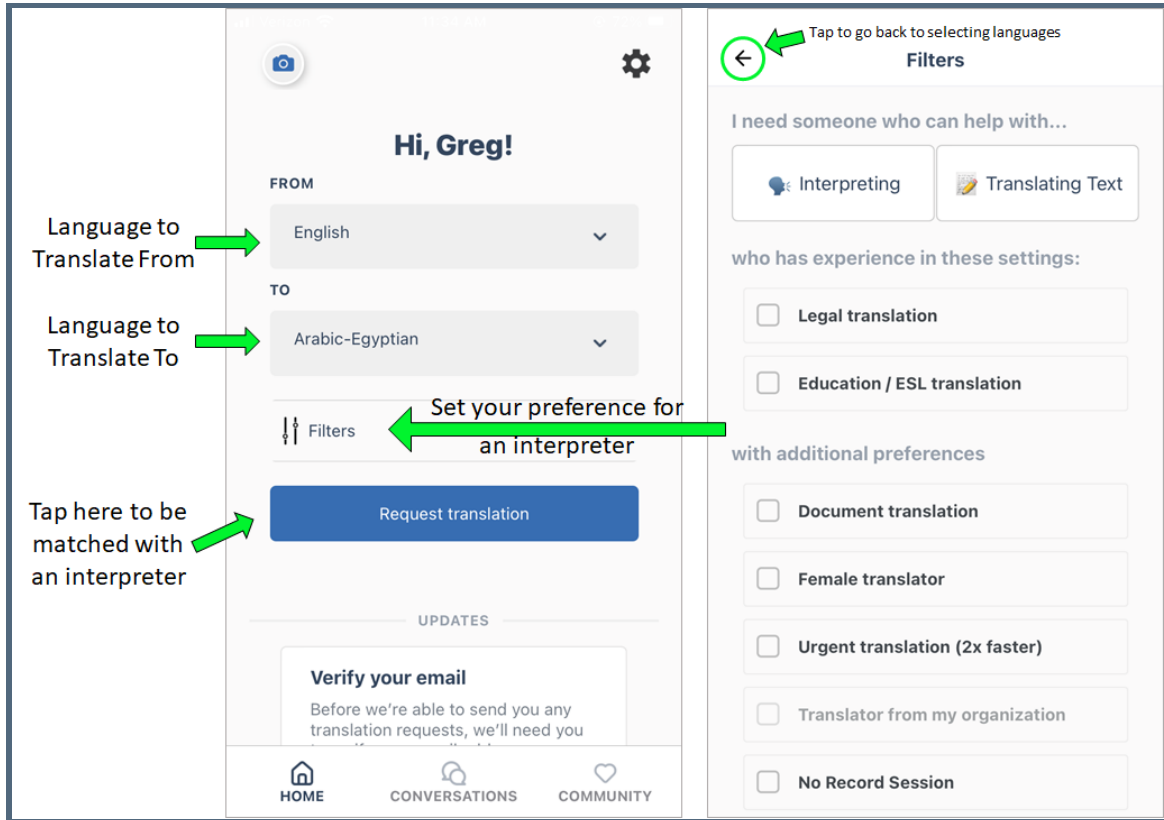 Hi, Greg!
FROM
Language to
Translate From
English
TO
Language to
Translate To
Arabic-Egyptian
Set your preference for
an interpreter
Filters
Tap here to be
matched with
an interpreter
Request translation
UPDATES
Verify your email
Before we're able to send you any
translation requests, we'll need you
HOME
CONVERSATIONS
COMMUNITY
Tap to go back to selecting languages
Filters
I need someone who can help with...
Interpreting
Translating Text
who has experience in these settings:
Legal translation
Education / ESL translation
with additional preferences
Document translation
Female translator
Urgent translation (2x faster)
Translator from my organization
No Record Session